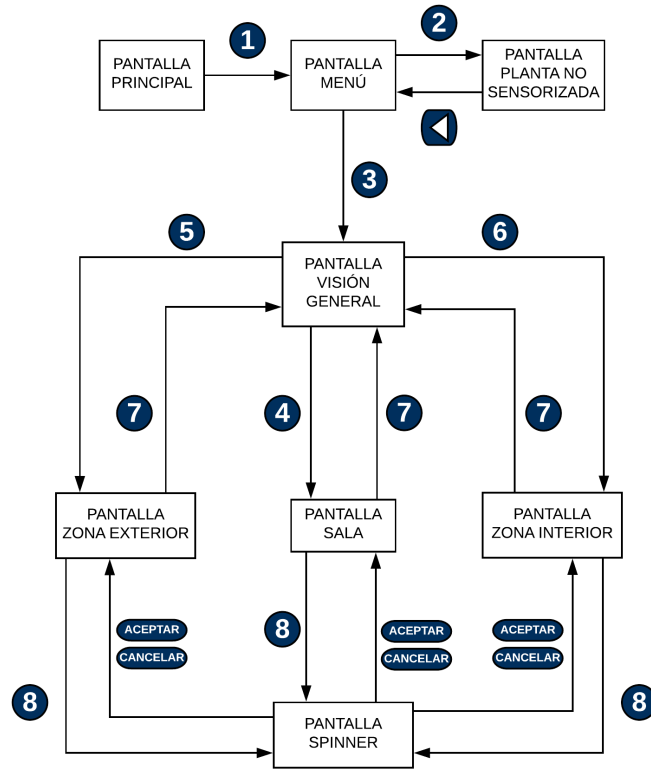 1
2
PANTALLA
PRINCIPAL
PANTALLA
MENÚ
PANTALLA
PLANTA NO
SENSORIZADA
3
5
6
PANTALLA
VISIÓN
GENERAL
7
4
7
7
PANTALLA
ZONA EXTERIOR
PANTALLA
SALA
PANTALLA
ZONA INTERIOR
8
ACEPTAR
CANCELAR
ACEPTAR
CANCELAR
ACEPTAR
CANCELAR
8
8
PANTALLA
SPINNER